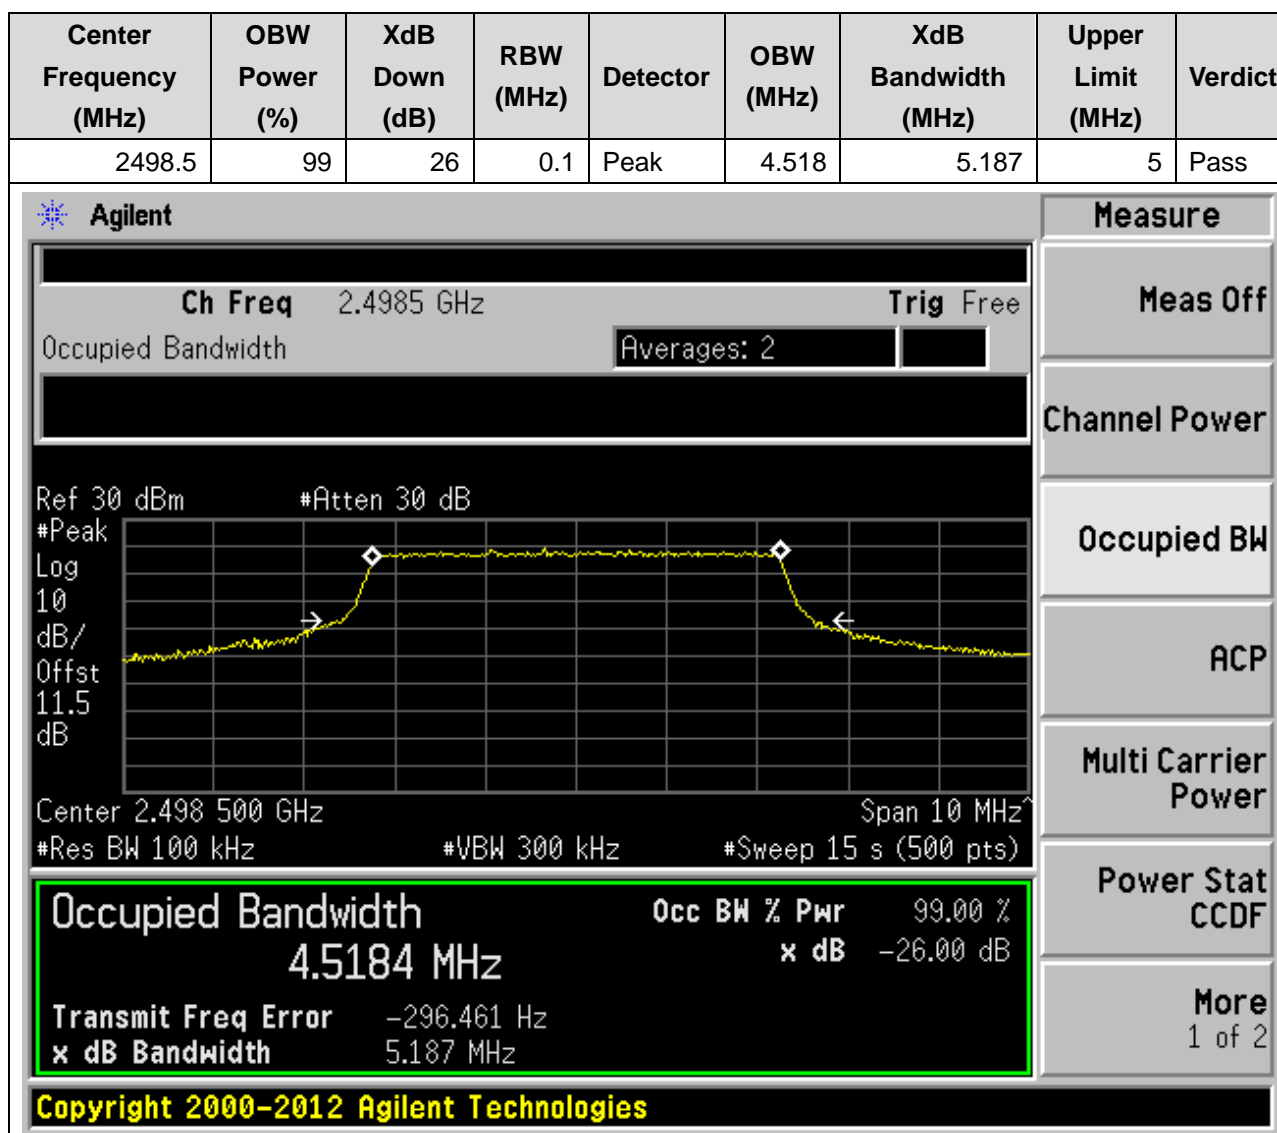 Center Frequency (MHz) OBW Power (%) XdB Down (dB) RBW (MHz) Detector OBW (MHz) XdB Bandwidth (MHz) Upper Limit (MHz) Verdict
2498.5 99 26 0.1 Peak 4.518 5.187 5 Pass
Agilent
Measure
Ch Freq 2.4985 GHz Trig Free
Meas Off
Occupied Bandwidth Averages: 2
Channel Power
Ref 30 dBm #Atten 30 dB
#Peak
Log
10
dB/
Offst
11.5
dB
Occupied BW
ACP
Multi Carrier
Power
Center 2.498 500 GHz Span 10 MHz^
#Res BW 100 kHz #VBW 300 kHz #Sweep 15 s (500 pts)
Power Stat
CCDF
Occupied Bandwidth Occ BW % Pwr 99.00 %
4.5184 MHz x dB -26.00 dB
Transmit Freq Error -296.461 Hz
x dB Bandwidth 5.187 MHz
More
1 of 2
Copyright 2000-2012 Agilent Technologies